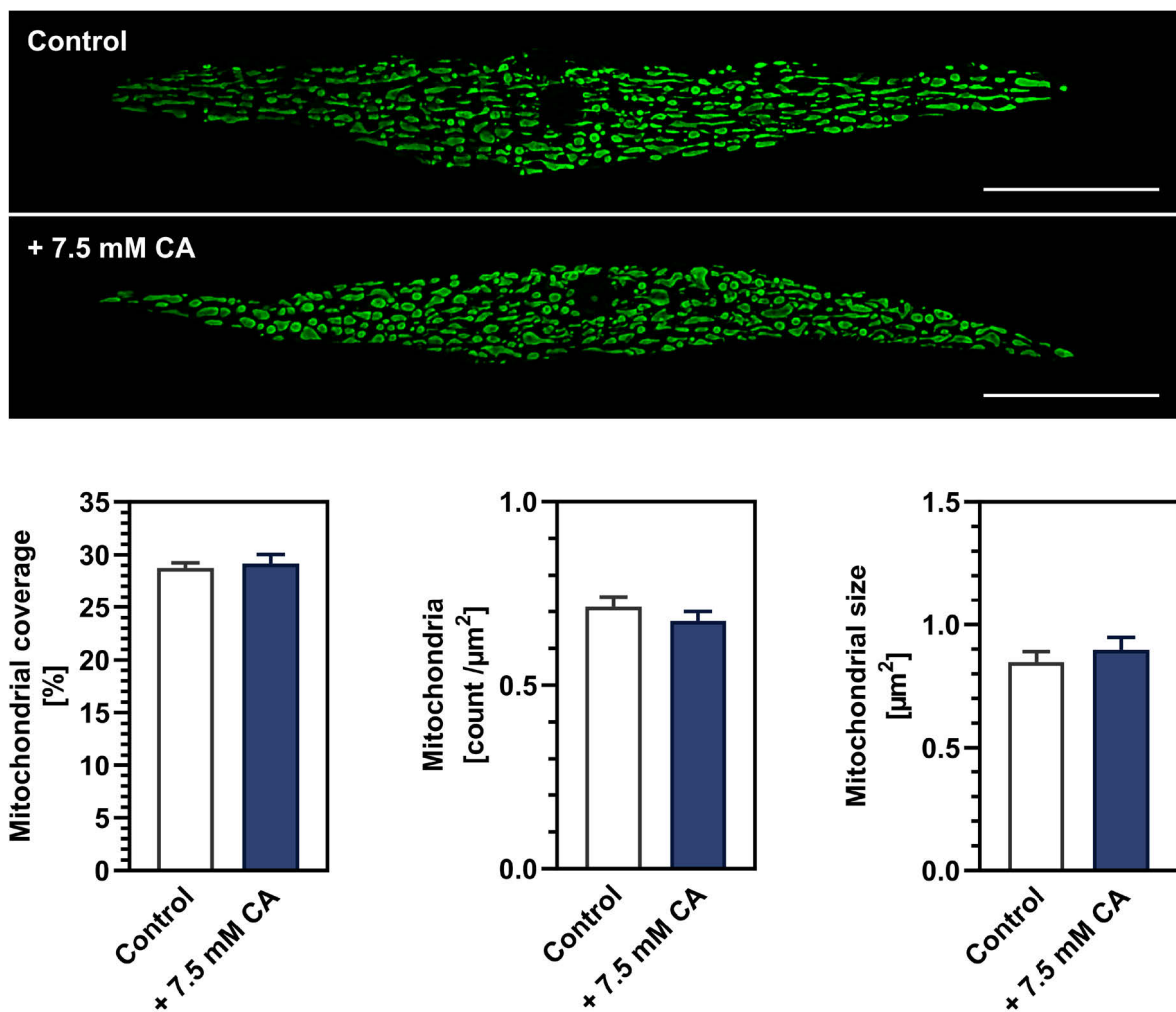 Control
+ 7.5 mM CA
Mitochondrial coverage
[%]
35
30
25
20
15
10
5
0
Control
+ 7.5 mM CA
Mitochondria
[count /µm²]
1.0
0.5
0.0
Control
+ 7.5 mM CA
Mitochondrial size
[µm²]
1.5
1.0
0.5
0.0
Control
+ 7.5 mM CA